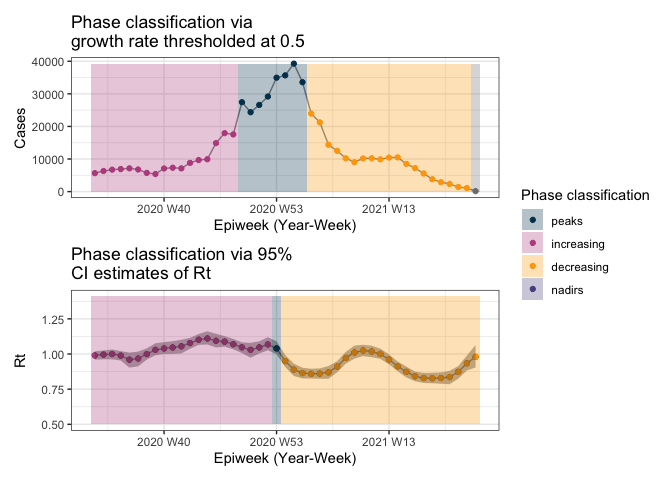 Phase classification via
growth rate thresholded at 0.5
40000
30000
20000
10000
0
Cases
2020 W40
2020 W53
2021 W13
Epiweek (Year-Week)
Phase classification via 95%
CI estimates of Rt
1.25
1.00
0.75
0.50
Rt
2020 W40
2020 W53
2021 W13
Epiweek (Year-Week)
Phase classification
peaks
increasing
decreasing
nadirs